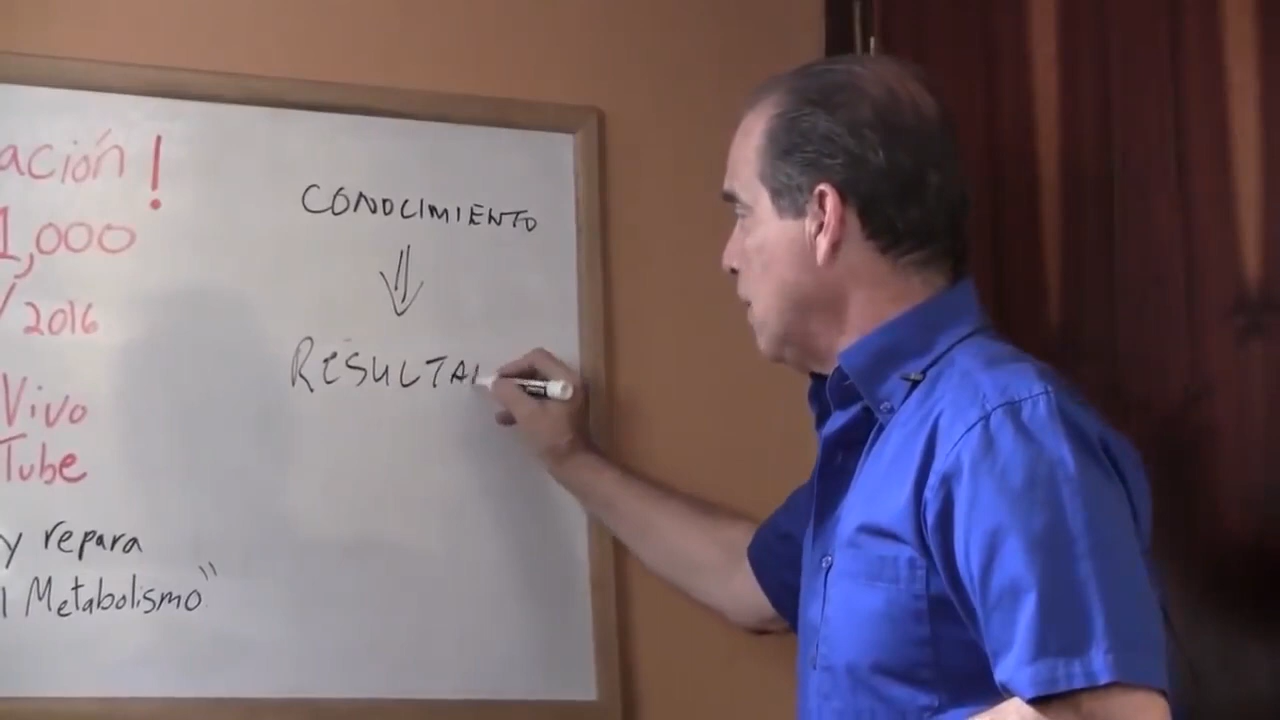 ación!
1,000
/2016
Vivo
Tube
y repara
l Metabolismo"
CONOCIMIENTO
RESULTA